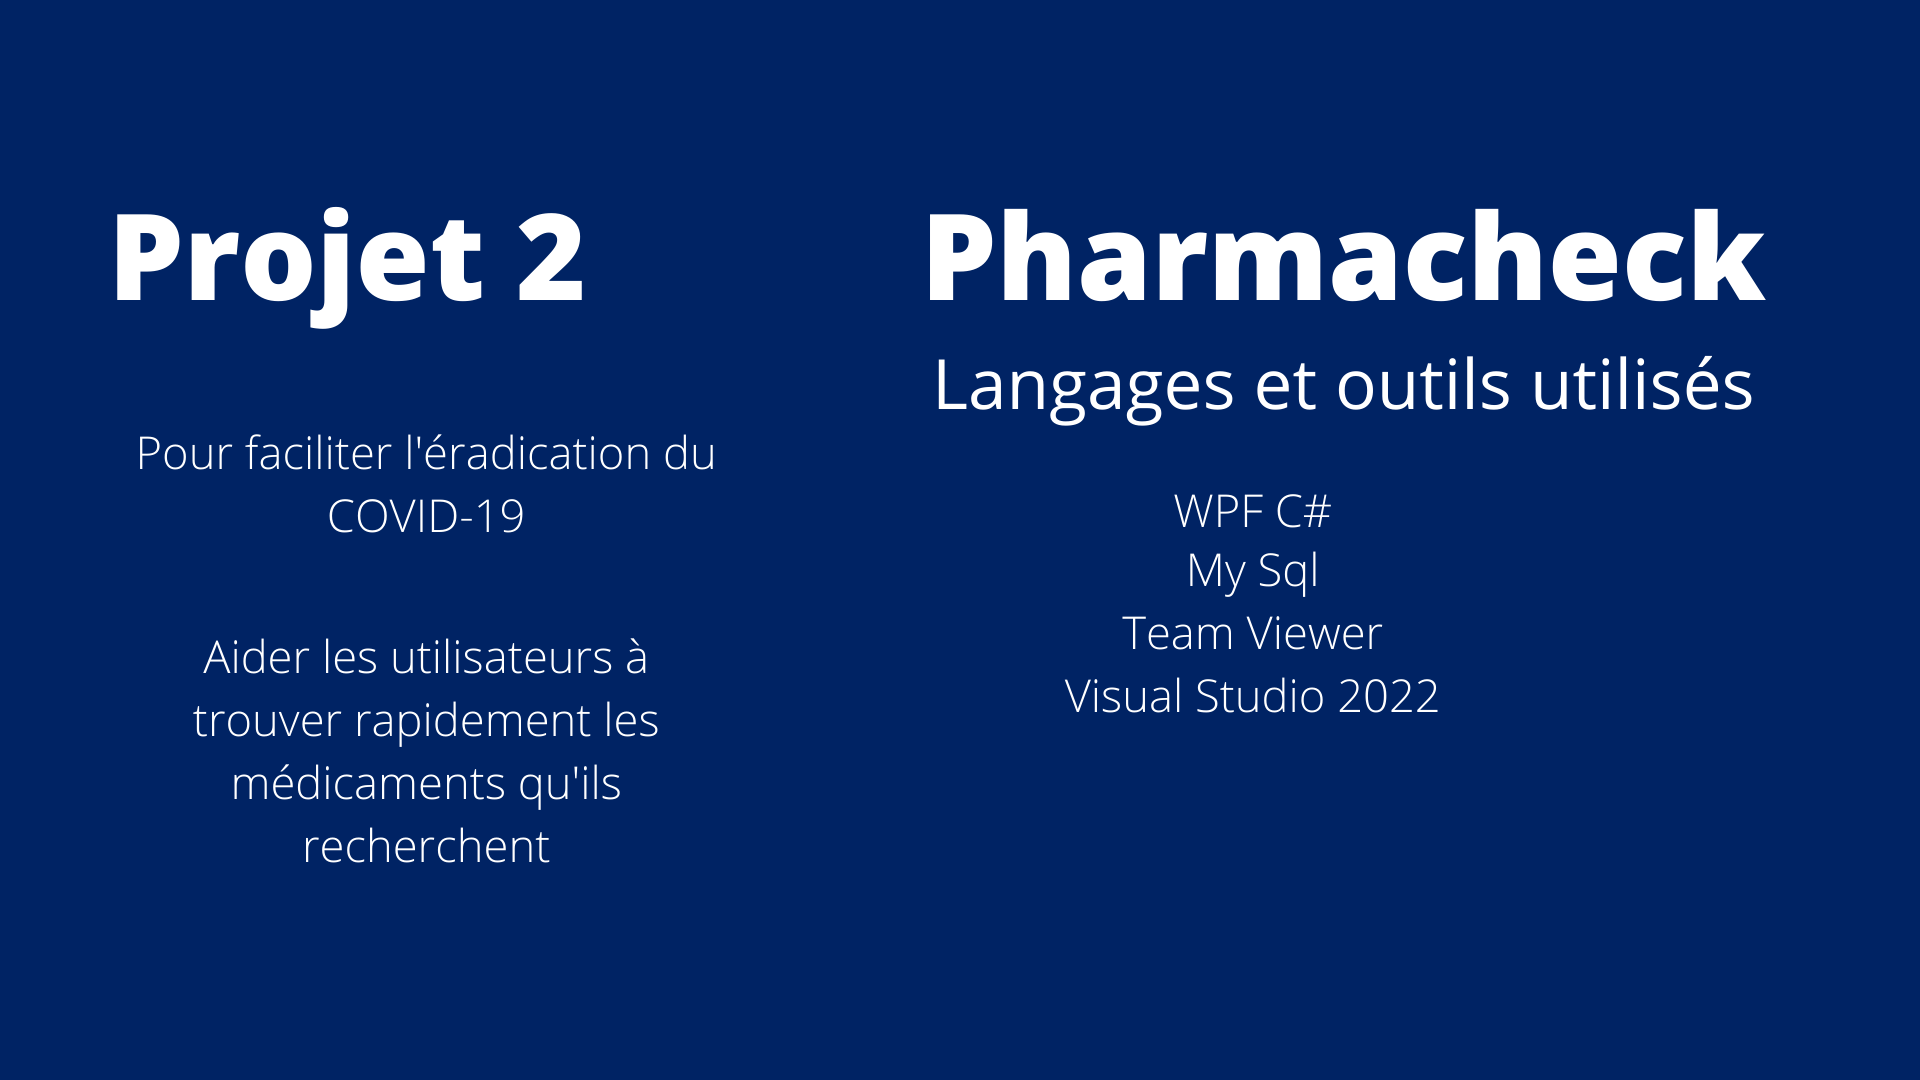 Projet 2
Pour faciliter l'éradication du
COVID-19
Aider les utilisateurs à
trouver rapidement les
médicaments qu'ils
recherchent
Pharmacheck
Langages et outils utilisés
WPF C#
My Sql
Team Viewer
Visual Studio 2022